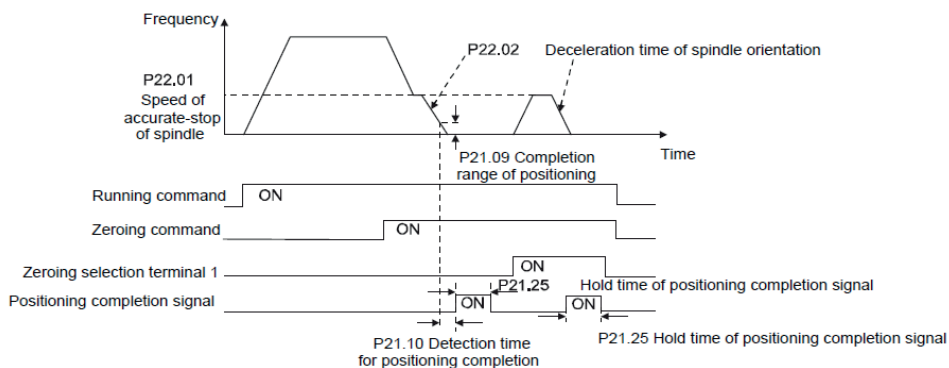 Frequency
P22.02
Deceleration time of spindle orientation
P22.01
Speed of
accurate-stop
of spindle
Time
P21.09 Completion
range of positioning
Running command
ON
Zeroing command
ON
Zeroing selection terminal 1
ON
P21.25
Hold time of positioning completion signal
Positioning completion signal
ON
ON
P21.10 Detection time
for positioning completion
P21.25 Hold time of positioning completion signal